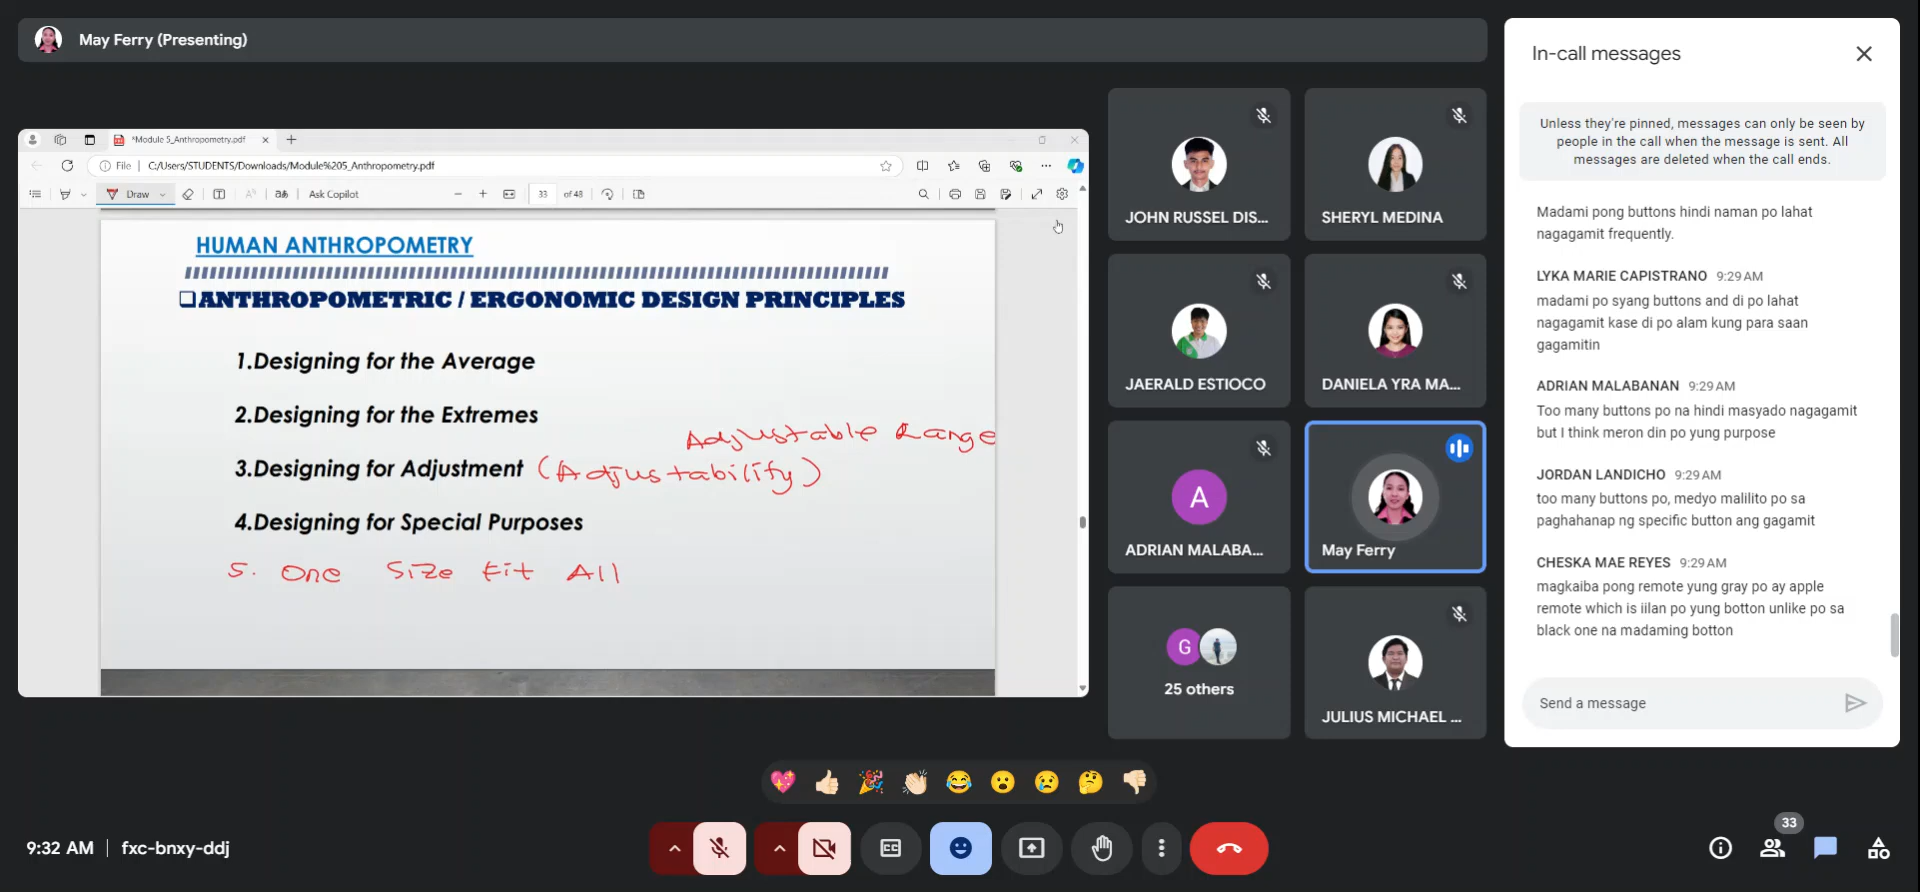 May Ferry (Presenting)
*Module 5_Anthropometry.pdf
File
C:/Users/STUDENTS/Downloads/Module%205_Anthropometry.pdf
Draw
Ask Copilot
33
of 48
HUMAN ANTHROPOMETRY
ANTHROPOMETRIC / ERGONOMIC DESIGN PRINCIPLES
1.Designing for the Average
2.Designing for the Extremes
Adjustable Range
3.Designing for Adjustment (Adjustability)
4.Designing for Special Purposes
5. One Size Fit All
JOHN RUSSEL DIS...
SHERYL MEDINA
JAERALD ESTIOCO
DANIELA YRA MA...
A
ADRIAN MALABA...
May Ferry
G
25 others
JULIUS MICHAEL ...
In-call messages
Unless they're pinned, messages can only be seen by
people in the call when the message is sent. All
messages are deleted when the call ends.
Madami pong buttons hindi naman po lahat
nagagamit frequently.
LYKA MARIE CAPISTRANO 9:29 AM
madami po syang buttons and di po lahat
nagagamit kase di po alam kung para saan
gagamitin
ADRIAN MALABANAN 9:29 AM
Too many buttons po na hindi masyado nagagamit
but I think meron din po yung purpose
JORDAN LANDICHO 9:29 AM
too many buttons po, medyo malilito po sa
paghahanap ng specific button ang gagamit
CHESKA MAE REYES 9:29 AM
magkaiba pong remote yung gray po ay apple
remote which is iilan po yung botton unlike po sa
black one na madaming botton
Send a message
9:32 AM | fxc-bnxy-ddj
33